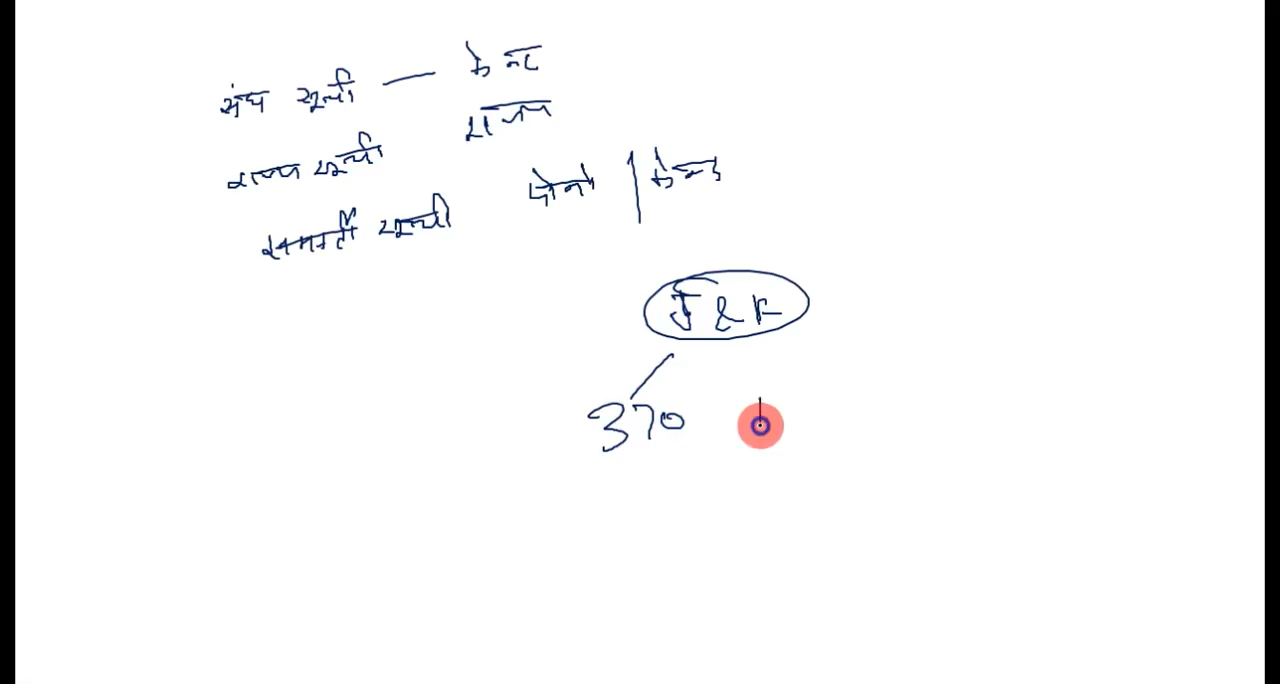 संघ सूची — केन्द्र
राज्य सूची राज्य
समवर्ती सूची दोनो | केन्द्र
J & K
370